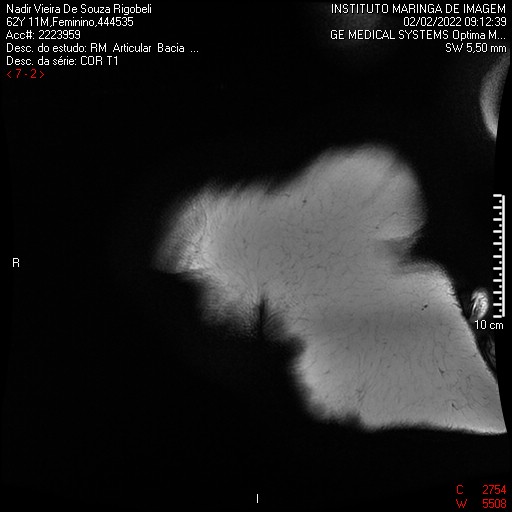 Nadir Vieira De Souza Rigobeli
62Y 11M,Feminino,444535
Acc#: 2223959
Desc. do estudo: RM Articular Bacia ...
Desc. da série: COR T1
< 7 - 2 >
INSTITUTO MARINGA DE IMAGEM
02/02/2022 09:12:39
GE MEDICAL SYSTEMS Optima M...
SW 5,50 mm
R
10 cm
I
C 2754
W 5508